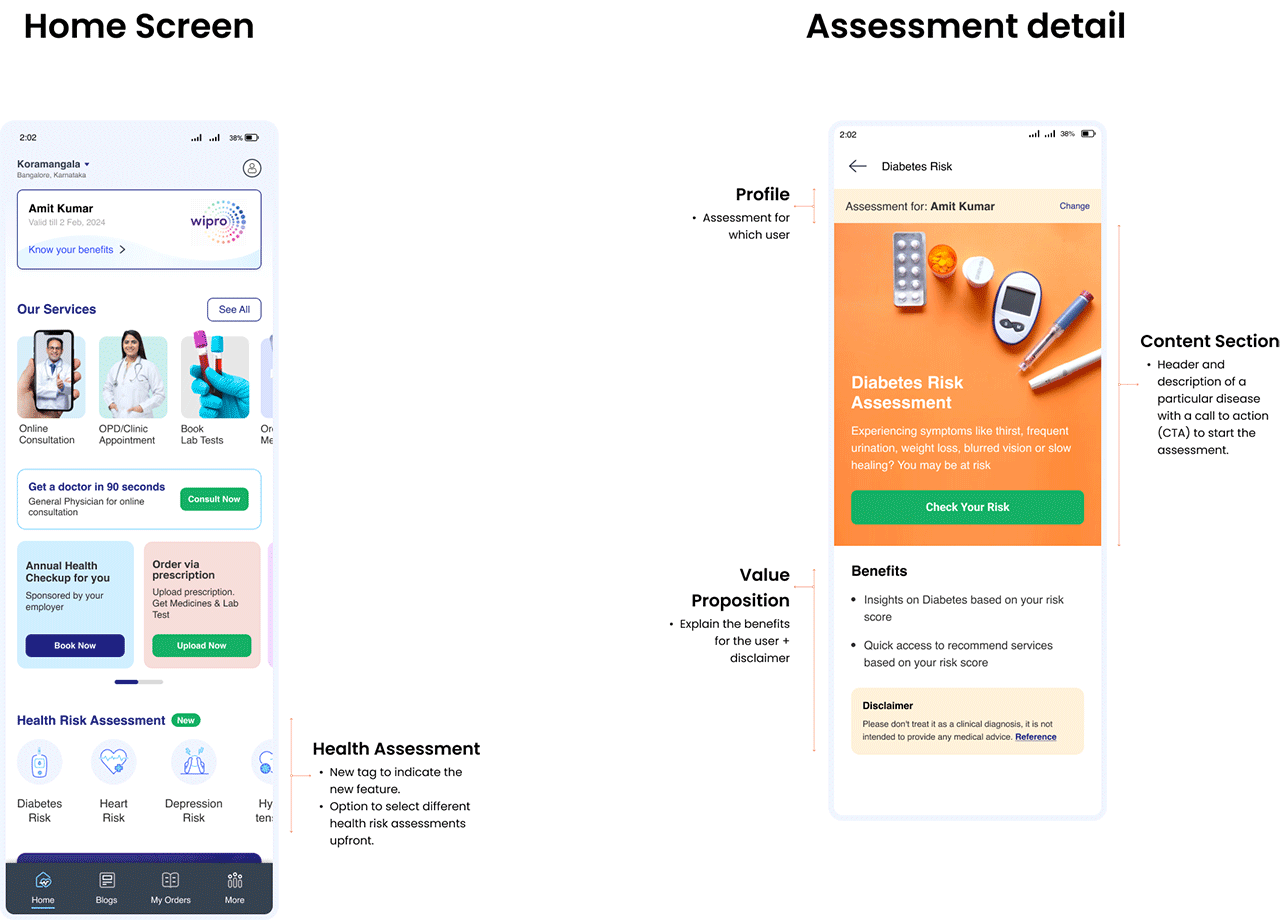 Home Screen
2:02
38%
Koramangala
Bangalore, Karnataka
Amit Kumar
Valid till 2 Feb, 2024
wipro
Know your benefits
Our Services
See All
Online
Consultation
OPD/Clinic
Appointment
Book
Lab Tests
Or
Me
Get a doctor in 90 seconds
General Physician for online
consultation
Consult Now
Annual Health
Checkup for you
Sponsored by your
employer
Book Now
Order via
prescription
Upload prescription.
Get Medicines & Lab
Test
Upload Now
Health Risk Assessment
New
Diabetes
Risk
Heart
Risk
Depression
Risk
Hy
ten
Home
Blogs
My Orders
More
Health Assessment
• New tag to indicate the
new feature.
• Option to select different
health risk assessments
upfront.
Assessment detail
2:02
38%
Diabetes Risk
Assessment for: Amit Kumar
Change
Diabetes Risk
Assessment
Experiencing symptoms like thirst, frequent
urination, weight loss, blurred vision or slow
healing? You may be at risk
Check Your Risk
Benefits
• Insights on Diabetes based on your risk
score
• Quick access to recommend services
based on your risk score
Disclaimer
Please don't treat it as a clinical diagnosis, it is not
intended to provide any medical advice. Reference
Profile
• Assessment for
which user
Value
Proposition
• Explain the benefits
for the user +
disclaimer
Content Section
• Header and
description of a
particular disease
with a call to action
(CTA) to start the
assessment.